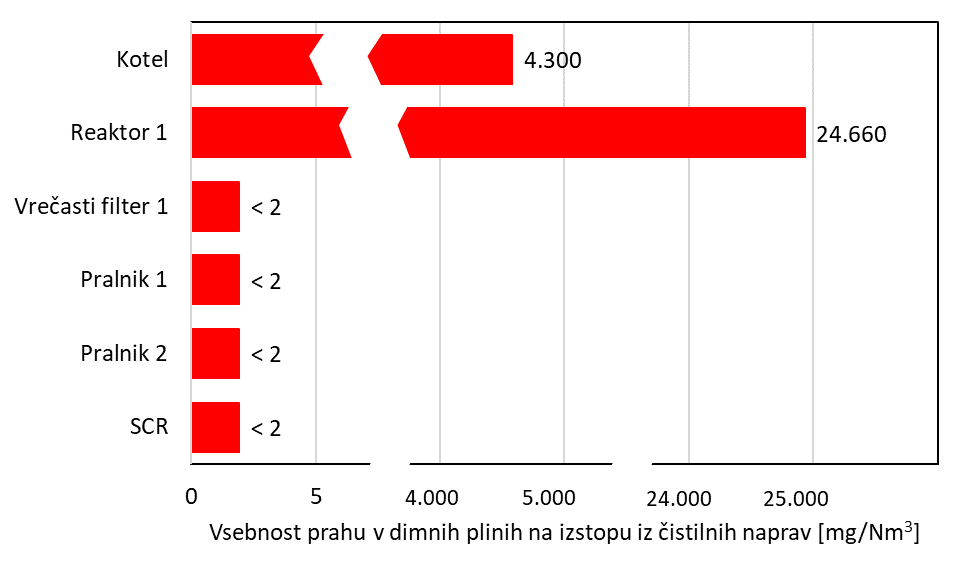 Kotel
4.300
Reaktor 1
24.660
Vrečasti filter 1
< 2
Pralnik 1
< 2
Pralnik 2
< 2
SCR
< 2
0 5 4.000 5.000 24.000 25.000
Vsebnost prahu v dimnih plinih na izstopu iz čistilnih naprav [mg/Nm³]